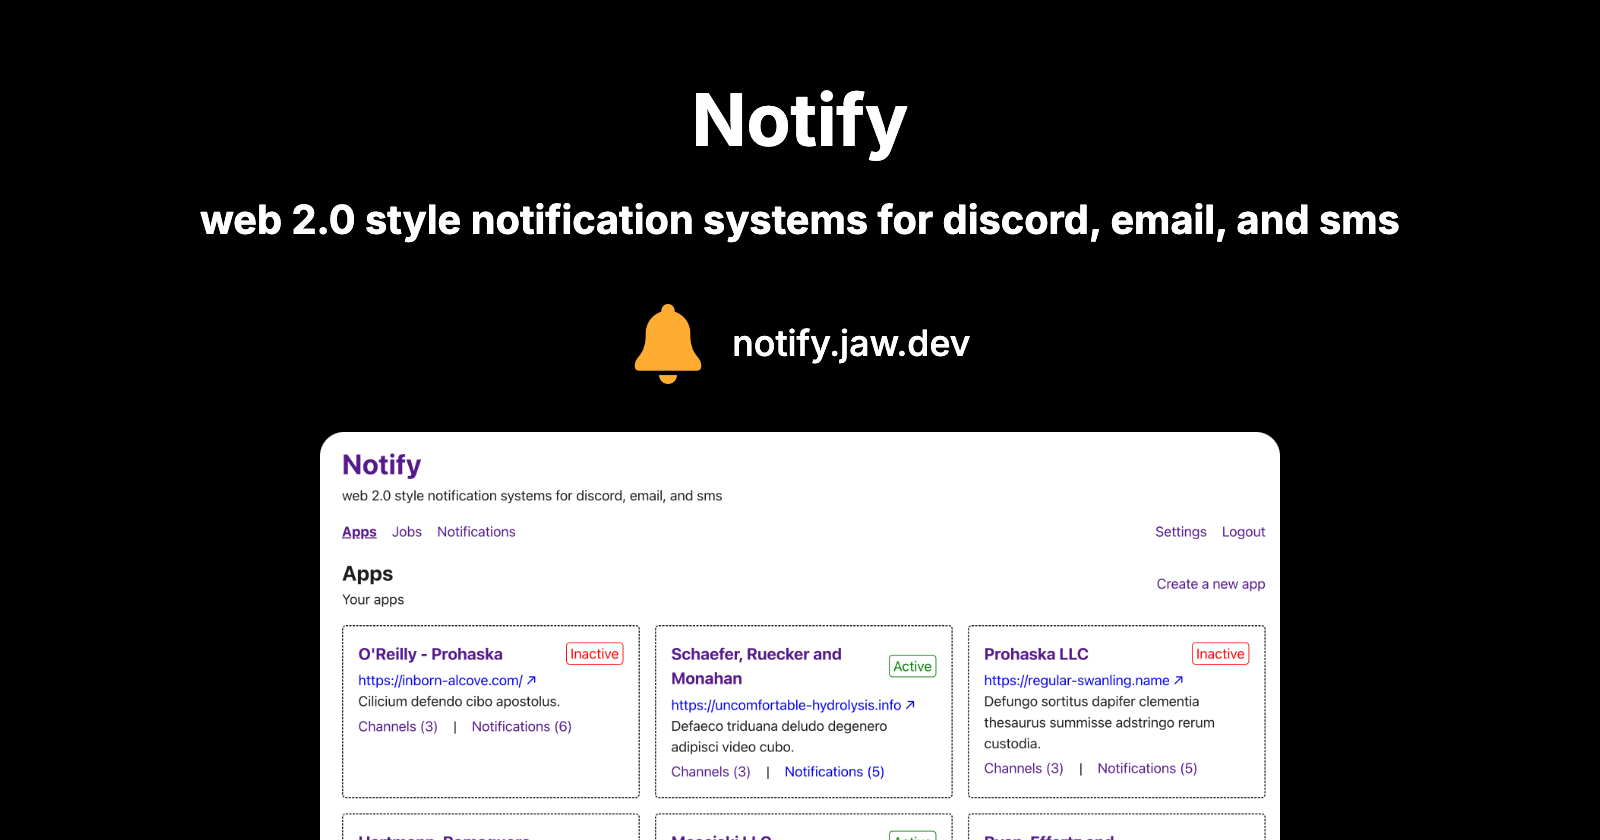 Notify
web 2.0 style notification systems for discord, email, and sms
notify.jaw.dev
Notify
web 2.0 style notification systems for discord, email, and sms
Apps Jobs Notifications Settings Logout
Apps
Create a new app
Your apps
O'Reilly - Prohaska Inactive
https://inborn-alcove.com/ ↗
Cilicium defendo cibo apostolus.
Channels (3) | Notifications (6)
Schaefer, Ruecker and
Monahan
Active
https://uncomfortable-hydrolysis.info ↗
Defaeco triduana deludo degenero
adipisci video cubo.
Channels (3) | Notifications (5)
Prohaska LLC Inactive
https://regular-swanling.name ↗
Defungo sortitus dapifer clementia
thesaurus summisse adstringo rerum
custodia.
Channels (3) | Notifications (5)
Active